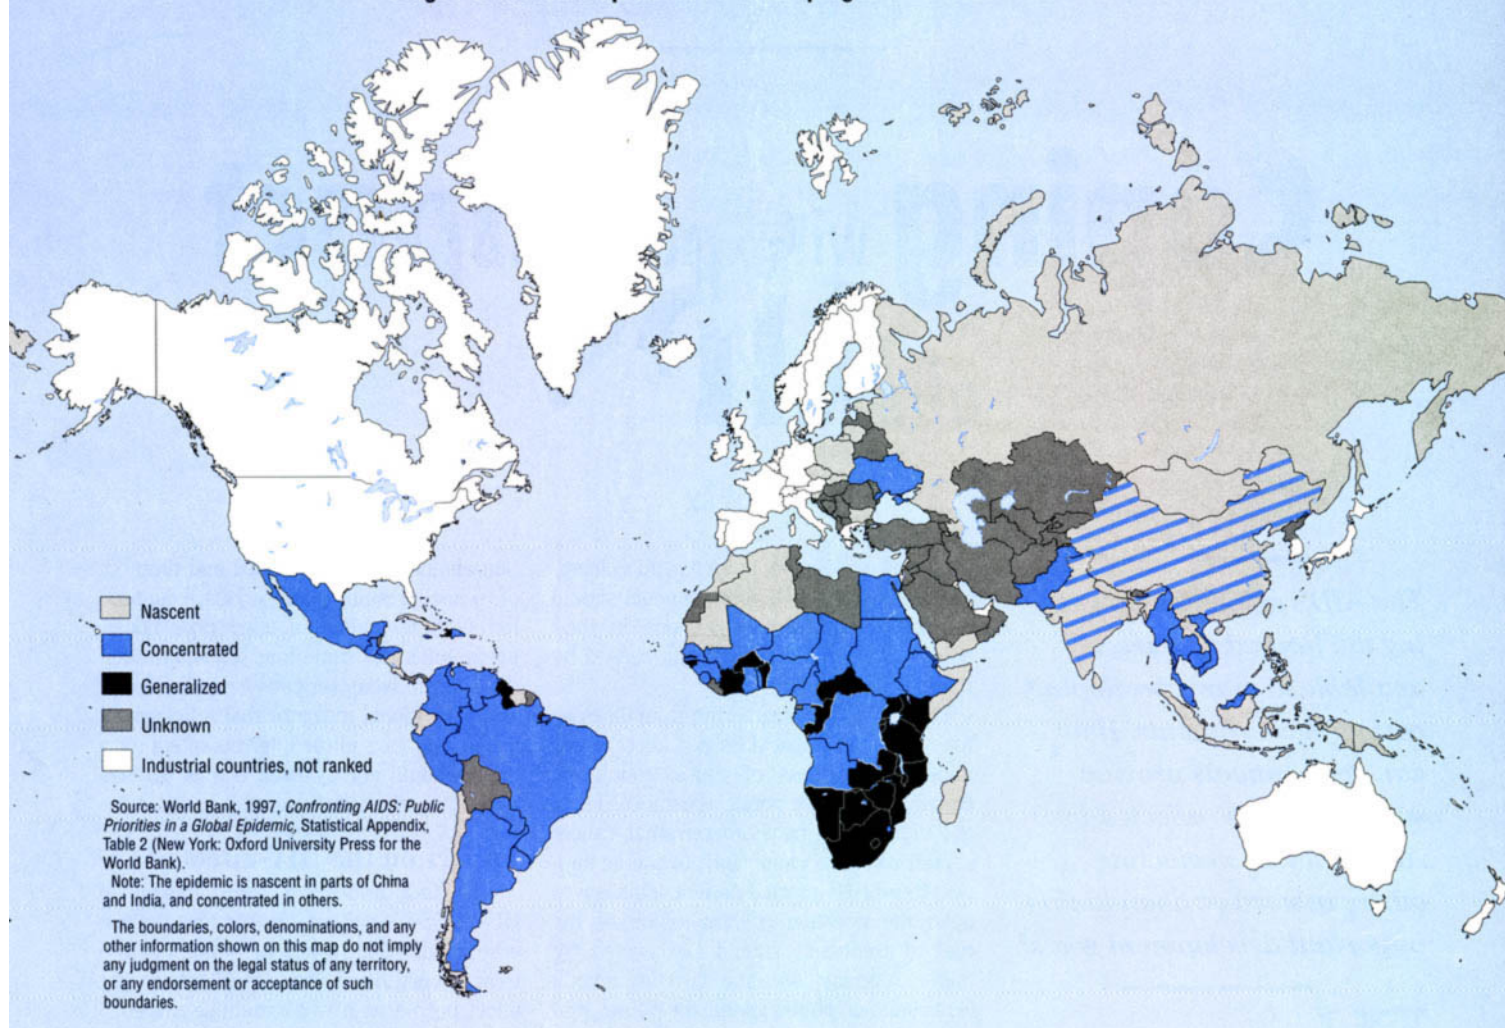 Nascent
Concentrated
Generalized
Unknown
Industrial countries, not ranked
Source: World Bank, 1997, Confronting AIDS: Public
Priorities in a Global Epidemic, Statistical Appendix,
Table 2 (New York: Oxford University Press for the
World Bank).
Note: The epidemic is nascent in parts of China
and India, and concentrated in others.
The boundaries, colors, denominations, and any
other information shown on this map do not imply
any judgment on the legal status of any territory,
or any endorsement or acceptance of such
boundaries.